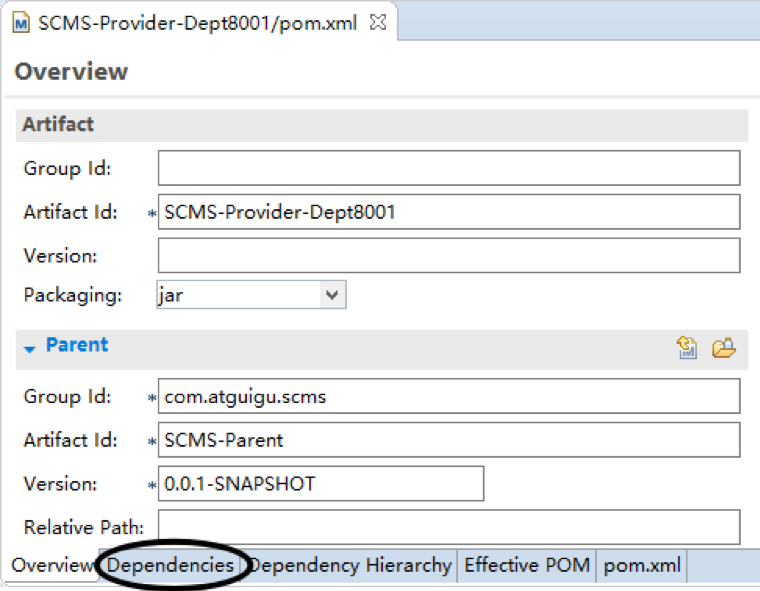 SCMS-Provider-Dept8001/pom.xml
Overview
Artifact
Group Id:
Artifact Id: * SCMS-Provider-Dept8001
Version:
Packaging: jar
Parent
Group Id: * com.atguigu.scms
Artifact Id: * SCMS-Parent
Version: * 0.0.1-SNAPSHOT
Relative Path:
Overview Dependencies Dependency Hierarchy Effective POM pom.xml